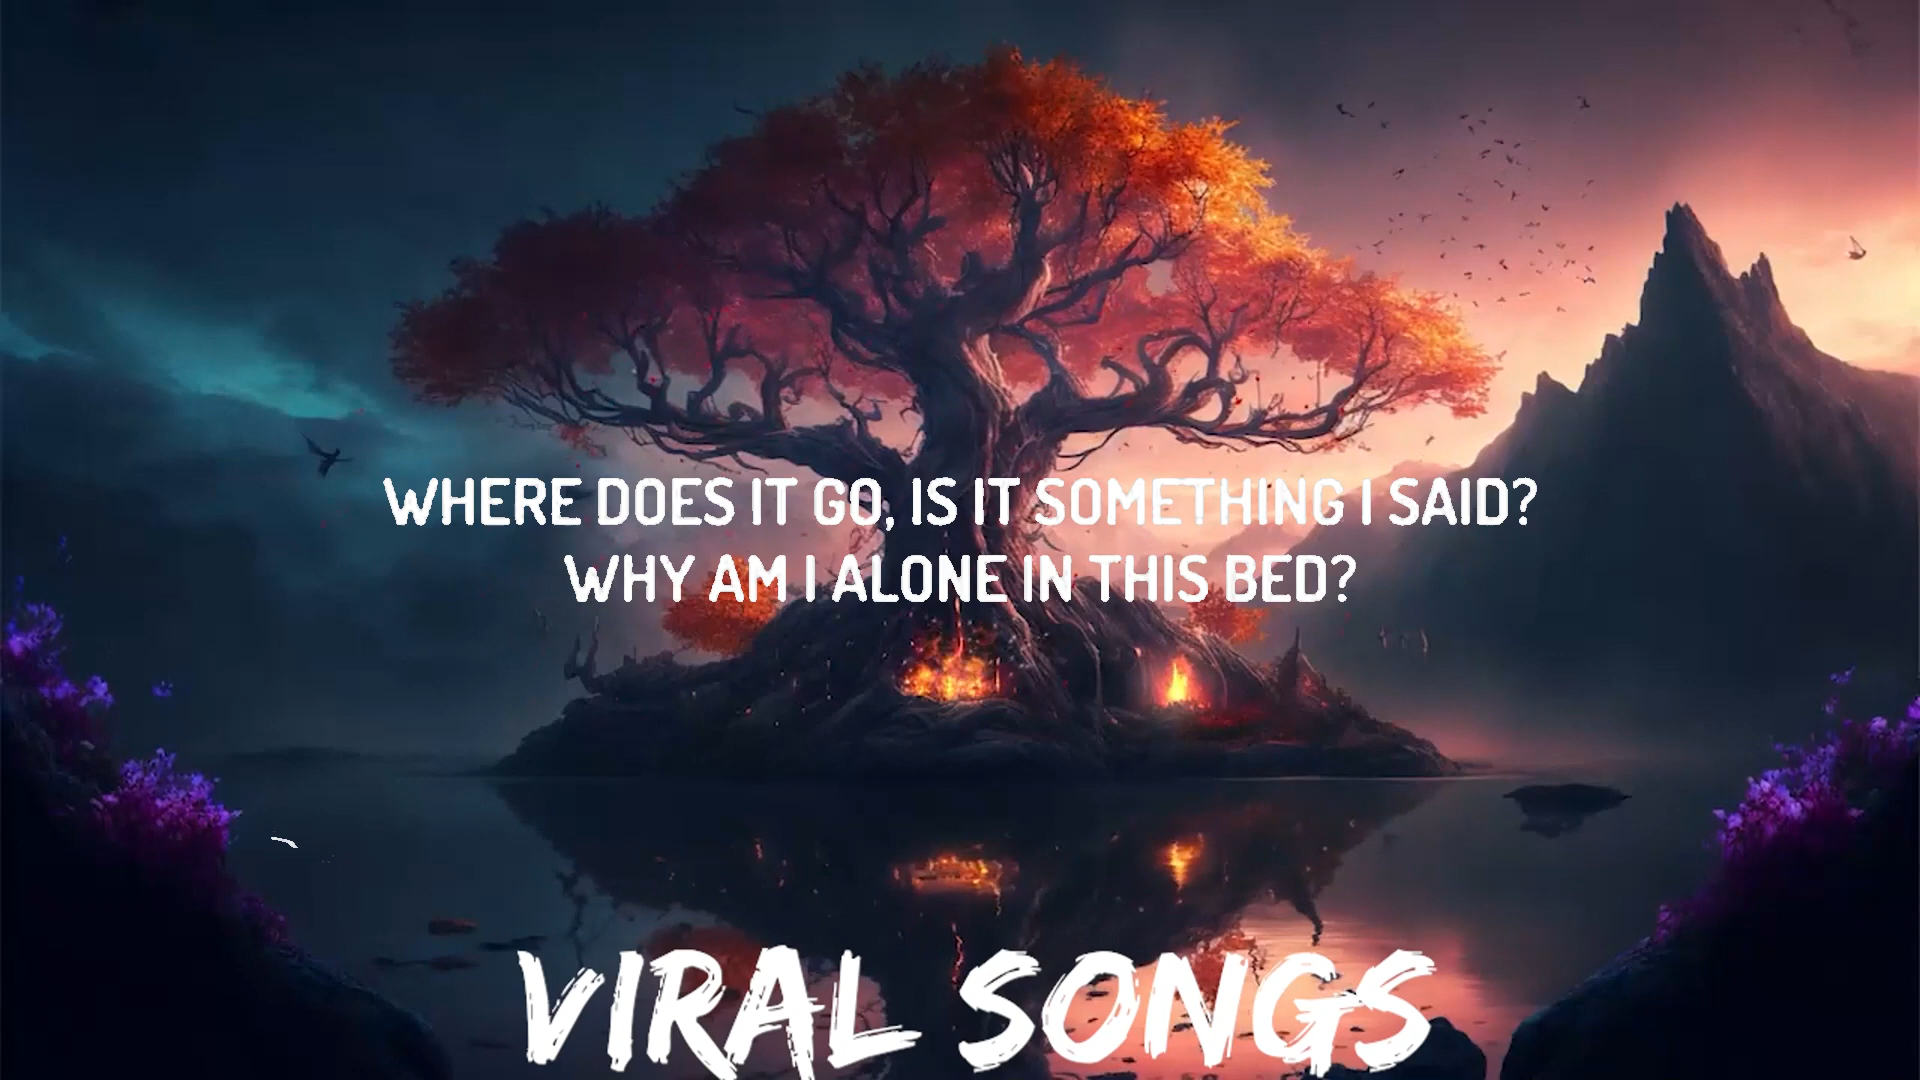 WHERE DOES IT GO, IS IT SOMETHING I SAID?
WHY AM I ALONE IN THIS BED?
VIRAL SONGS